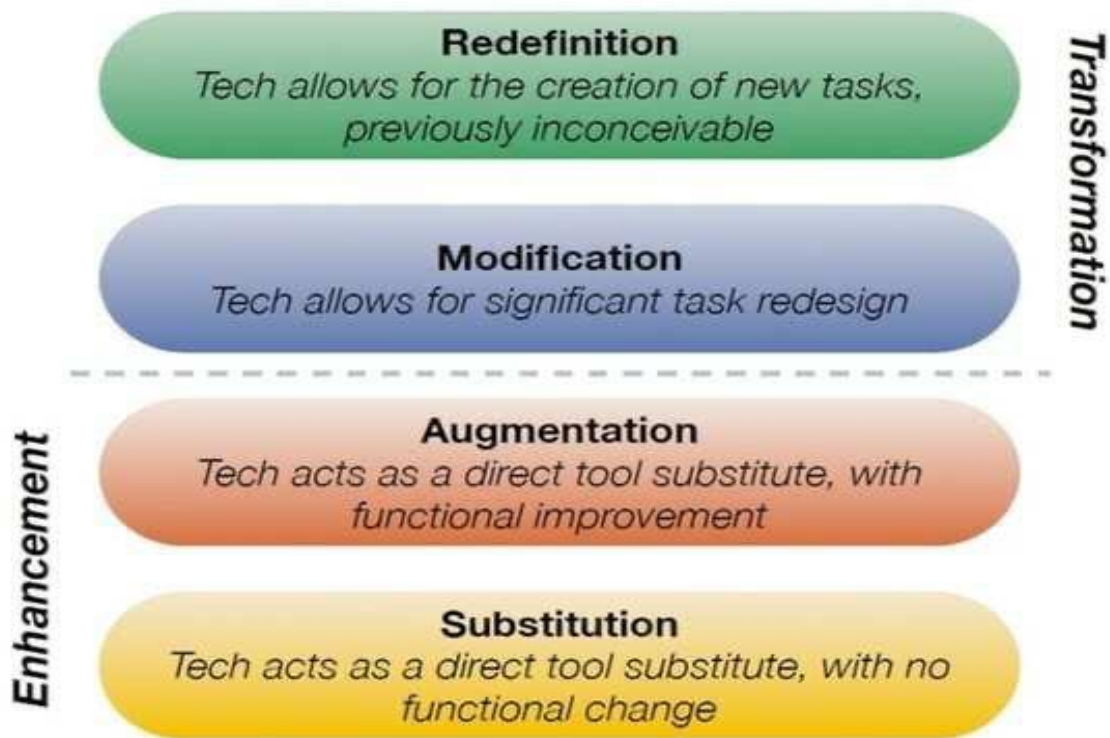 Redefinition
Tech allows for the creation of new tasks,
previously inconceivable
Modification
Tech allows for significant task redesign
Transformation
Augmentation
Tech acts as a direct tool substitute, with
functional improvement
Substitution
Tech acts as a direct tool substitute, with no
functional change
Enhancement